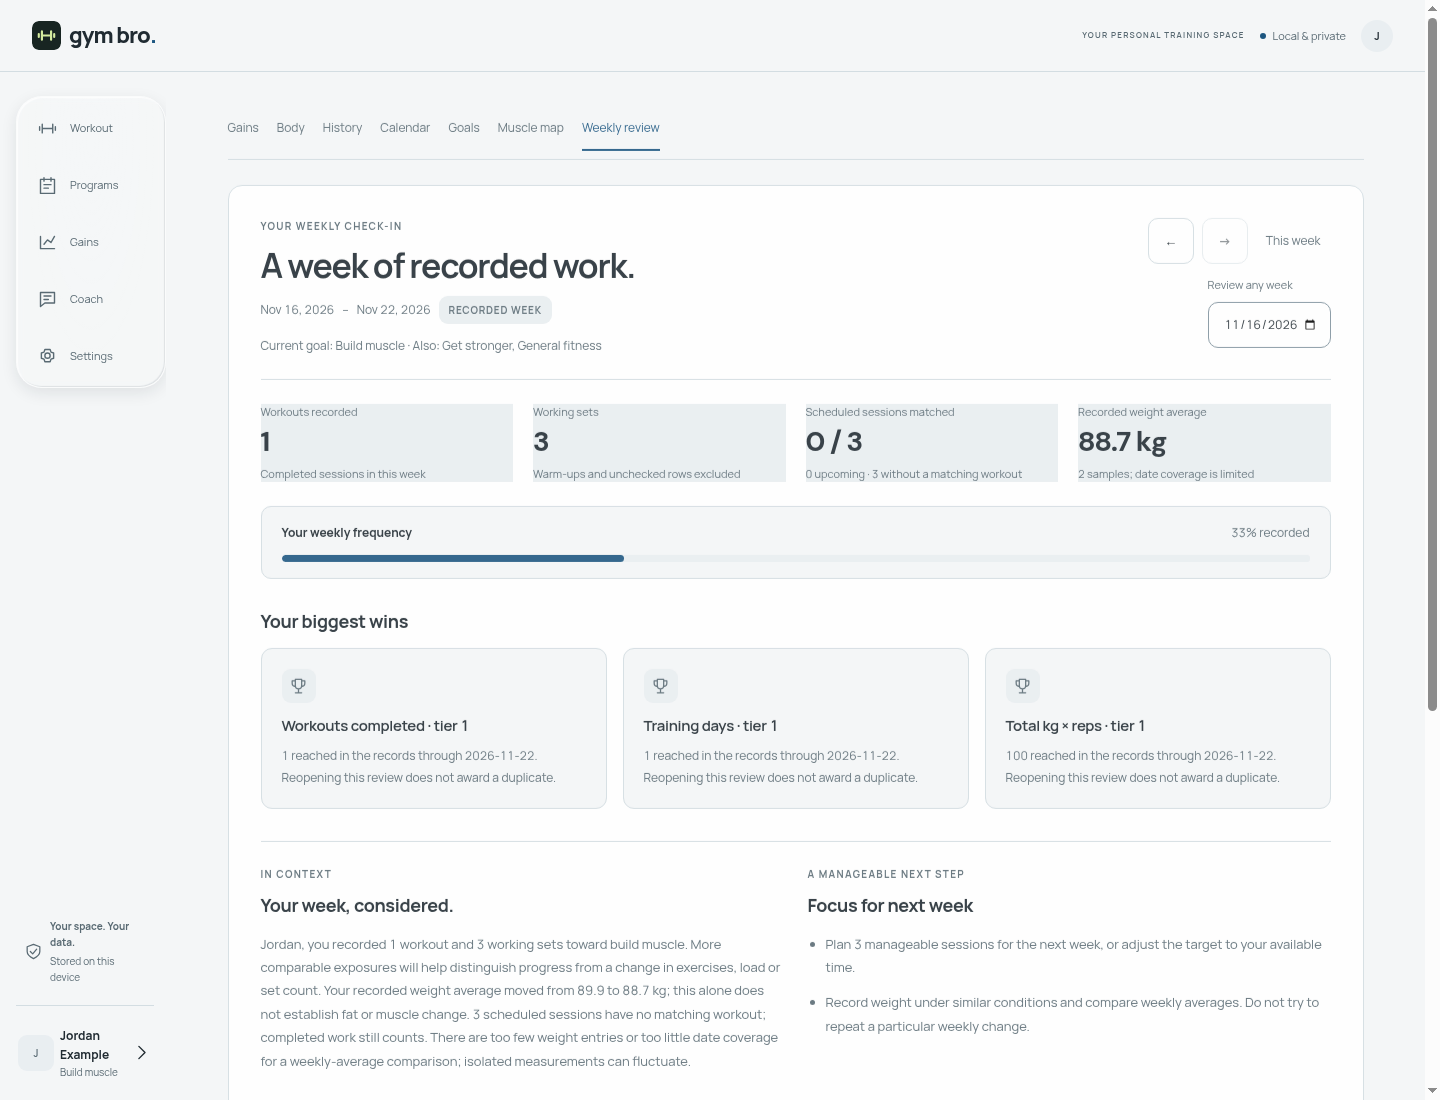 gym bro.
YOUR PERSONAL TRAINING SPACE
Local & private
J
Workout
Programs
Gains
Coach
Settings
Gains
Body
History
Calendar
Goals
Muscle map
Weekly review
YOUR WEEKLY CHECK-IN
A week of recorded work.
Nov 16, 2026 – Nov 22, 2026 RECORDED WEEK
Current goal: Build muscle · Also: Get stronger, General fitness
← → This week
Review any week
11/16/2026
Workouts recorded
1
Completed sessions in this week
Working sets
3
Warm-ups and unchecked rows excluded
Scheduled sessions matched
0 / 3
0 upcoming · 3 without a matching workout
Recorded weight average
88.7 kg
2 samples; date coverage is limited
Your weekly frequency
33% recorded
Your biggest wins
Workouts completed · tier 1
1 reached in the records through 2026-11-22.
Reopening this review does not award a duplicate.
Training days · tier 1
1 reached in the records through 2026-11-22.
Reopening this review does not award a duplicate.
Total kg × reps · tier 1
100 reached in the records through 2026-11-22.
Reopening this review does not award a duplicate.
IN CONTEXT
Your week, considered.
Jordan, you recorded 1 workout and 3 working sets toward build muscle. More
comparable exposures will help distinguish progress from a change in exercises, load or
set count. Your recorded weight average moved from 89.9 to 88.7 kg; this alone does
not establish fat or muscle change. 3 scheduled sessions have no matching workout;
completed work still counts. There are too few weight entries or too little date coverage
for a weekly-average comparison; isolated measurements can fluctuate.
A MANAGEABLE NEXT STEP
Focus for next week
• Plan 3 manageable sessions for the next week, or adjust the target to your available
time.
• Record weight under similar conditions and compare weekly averages. Do not try to
repeat a particular weekly change.
Your space. Your
data.
Stored on this
device
J
Jordan
Example
Build muscle